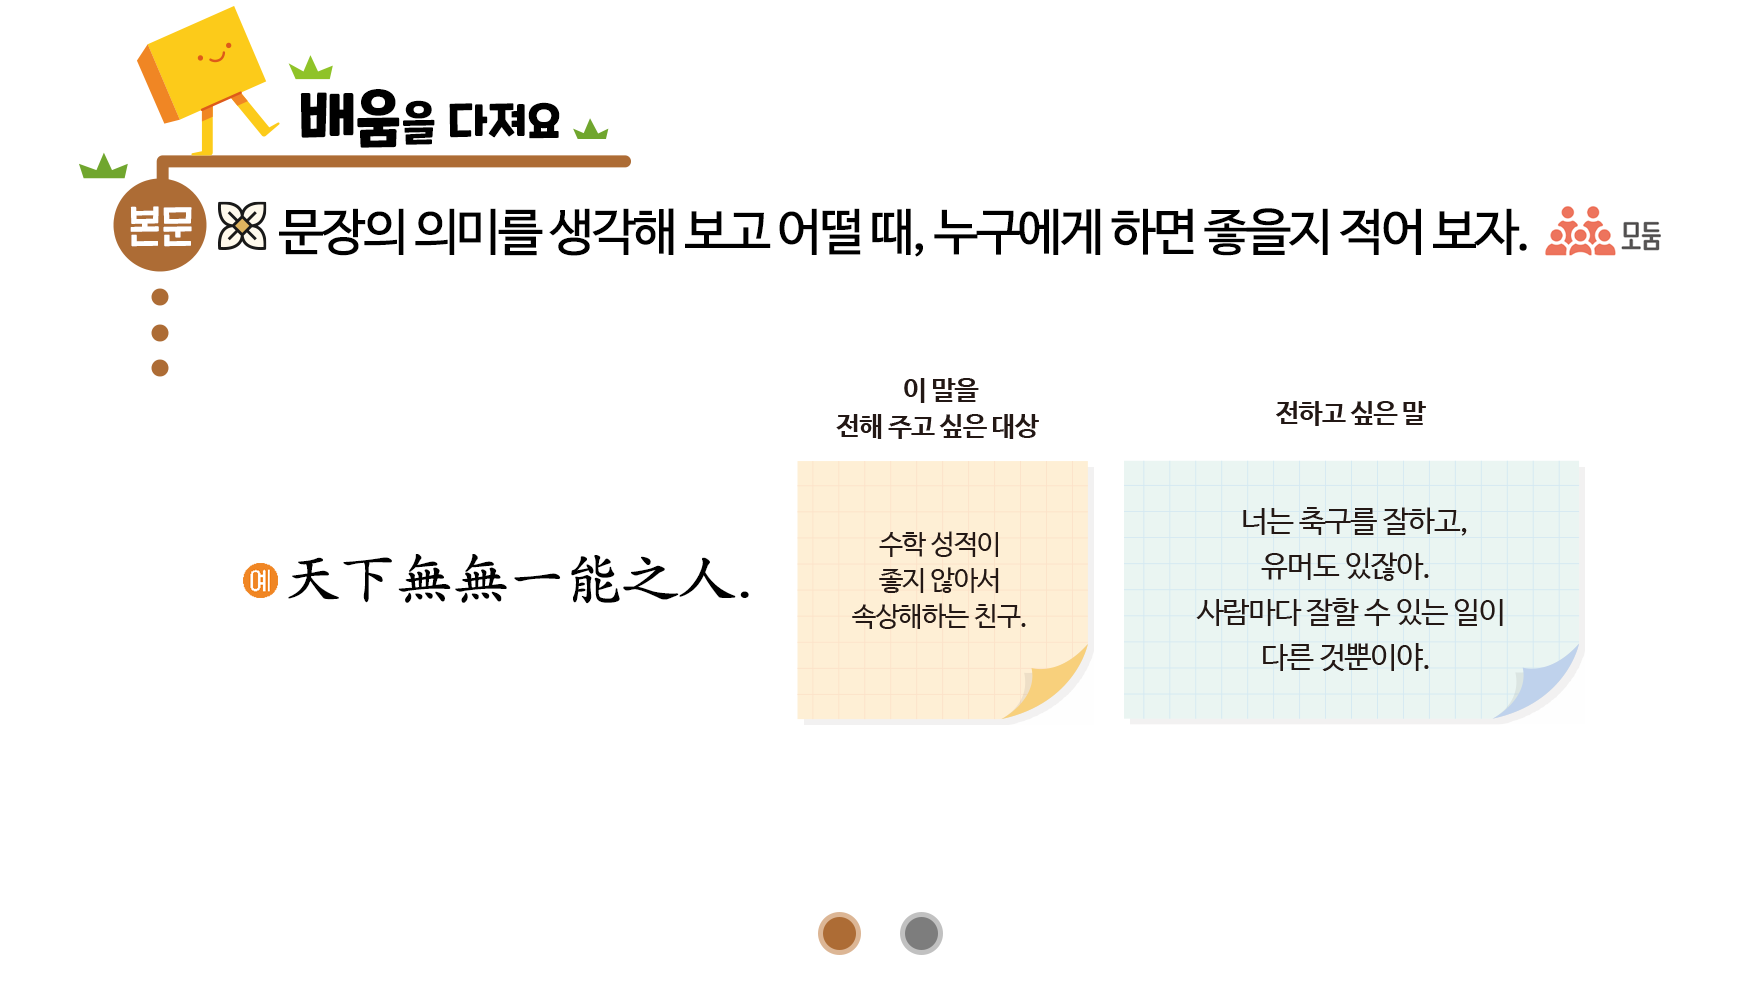 배움을 다져요
본문 문장의 의미를 생각해 보고 어떨 때, 누구에게 하면 좋을지 적어 보자. 모둠
이 말을
전해 주고 싶은 대상
전하고 싶은 말
예 天下無無一能之人.
수학 성적이
좋지 않아서
속상해하는 친구.
너는 축구를 잘하고,
유머도 있잖아.
사람마다 잘할 수 있는 일이
다른 것뿐이야.